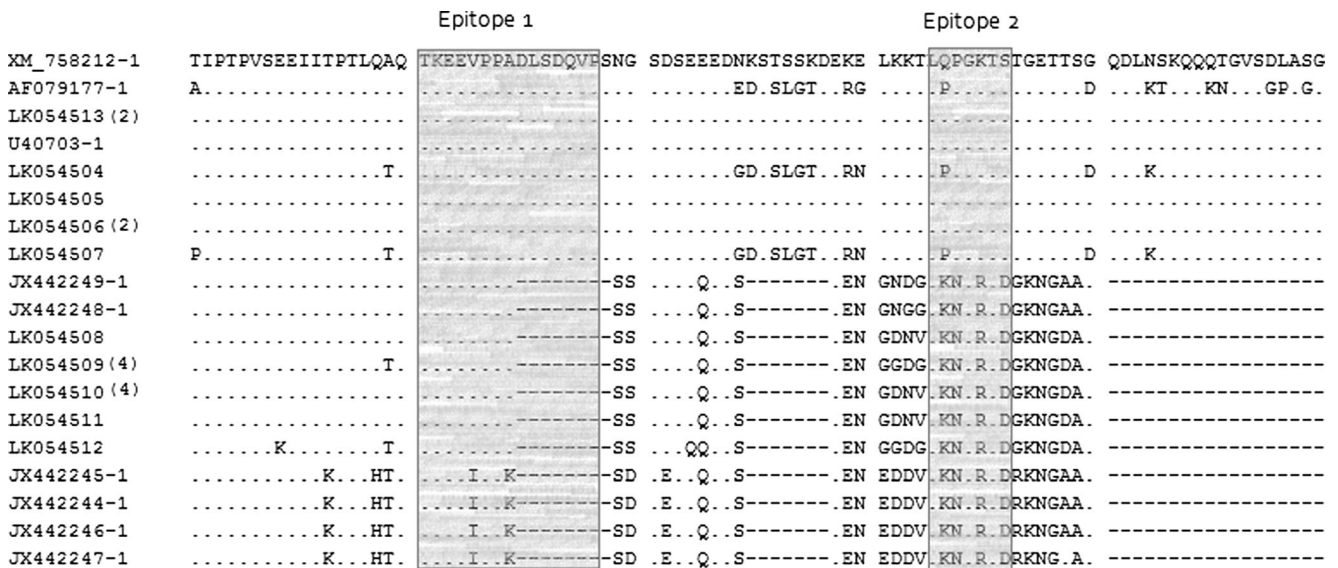 Epitope 1 Epitope 2
XM_758212-1 TIPTPVSEEIITPTLQAQ TKEEVPPADLSDQVPSNG SDSEEEDNKSTSSKDEKE LKKTLQPGKTSTGETTSG QDLNSKQQQTGVSDLASG
AF079177-1 A................. .................. .......ED.SLGT..RG .....P...........D ...KT...KN...GP.G.
LK054513(2) .................. .................. .................. .................. ..................
U40703-1 .................. .................. .................. .................. ..................
LK054504 ................T. .................. .......GD.SLGT..RN .....P...........D ...K..............
LK054505 .................. .................. .................. .................. ..................
LK054506(2) .................. .................. .................. .................. ..................
LK054507 P...............T. .................. .......GD.SLGT..RN .....P...........D ...K..............
JX442249-1 .................. ........--------SS ....Q..S-------.EN GNDG.KN.R.DGKNGAA. ------------------
JX442248-1 .................. ........--------SS ....Q..S-------.EN GNGG.KN.R.DGKNGAA. ------------------
LK054508 .................. ........--------SS ....Q..S-------.EN GDNV.KN.R.DGKNGDA. ------------------
LK054509(4) ................T. ........--------SS ....Q..S-------.EN GGDG.KN.R.DGKNGDA. ------------------
LK054510(4) .................. ........--------SS ....Q..S-------.EN GDNV.KN.R.DGKNGDA. ------------------
LK054511 .................. ........--------SS ....Q..S-------.EN GDNV.KN.R.DGKNGDA. ------------------
LK054512 .......K........T. ........--------SS ...QQ..S-------.EN GGDG.KN.R.DGKNGDA. ------------------
JX442245-1 ...........K...HT. ....I..K--------SD .E..Q..S-------.EN EDDV.KN.R.DRKNGAA. ------------------
JX442244-1 ...........K...HT. ....I..K--------SD .E..Q..S-------.EN EDDV.KN.R.DRKNGAA. ------------------
JX442246-1 ...........K...HT. ....I..K--------SD .E..Q..S-------.EN EDDV.KN.R.DRKNGAA. ------------------
JX442247-1 ...........K...HT. ....I..K--------SD .E..Q..S-------.EN EDDV.KN.R.DRKNG.A. ------------------